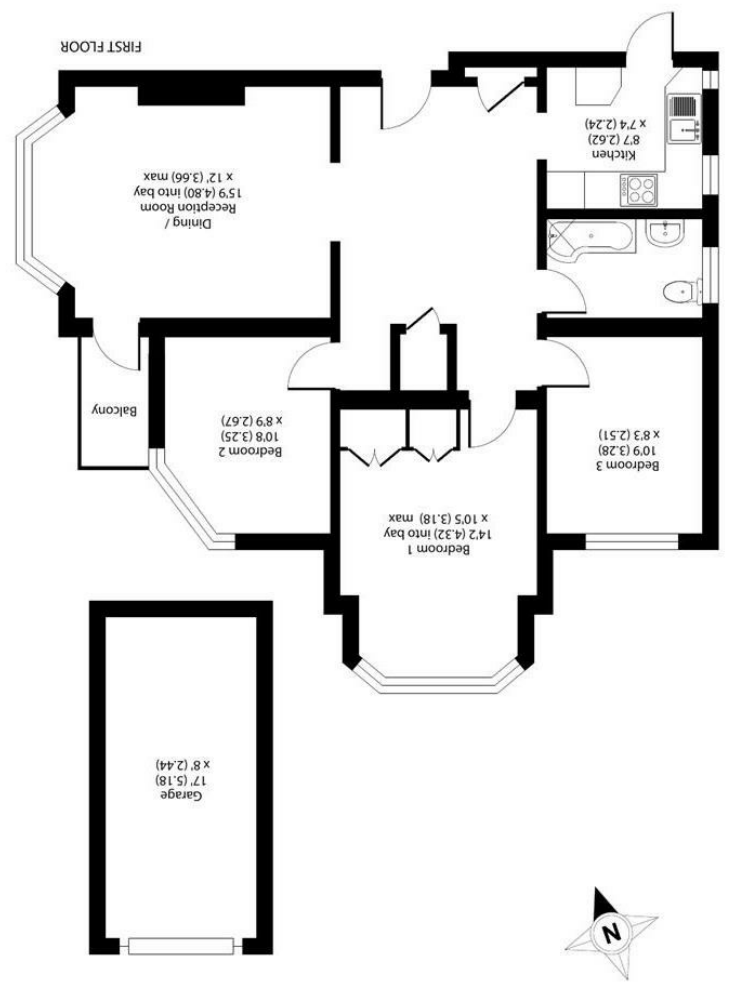 N
Garage
17' (5.18)
x 8' (2.44)
Bedroom 1
14'2 (4.32) into bay
x 10'5 (3.18) max
Bedroom 3
10'9 (3.28)
x 8'3 (2.51)
Bedroom 2
10'8 (3.25)
x 8'9 (2.67)
Balcony
Dining /
Reception Room
15'9 (4.80) into bay
x 12' (3.66) max
Kitchen
8'7 (2.62)
x 7'4 (2.24)
FIRST FLOOR